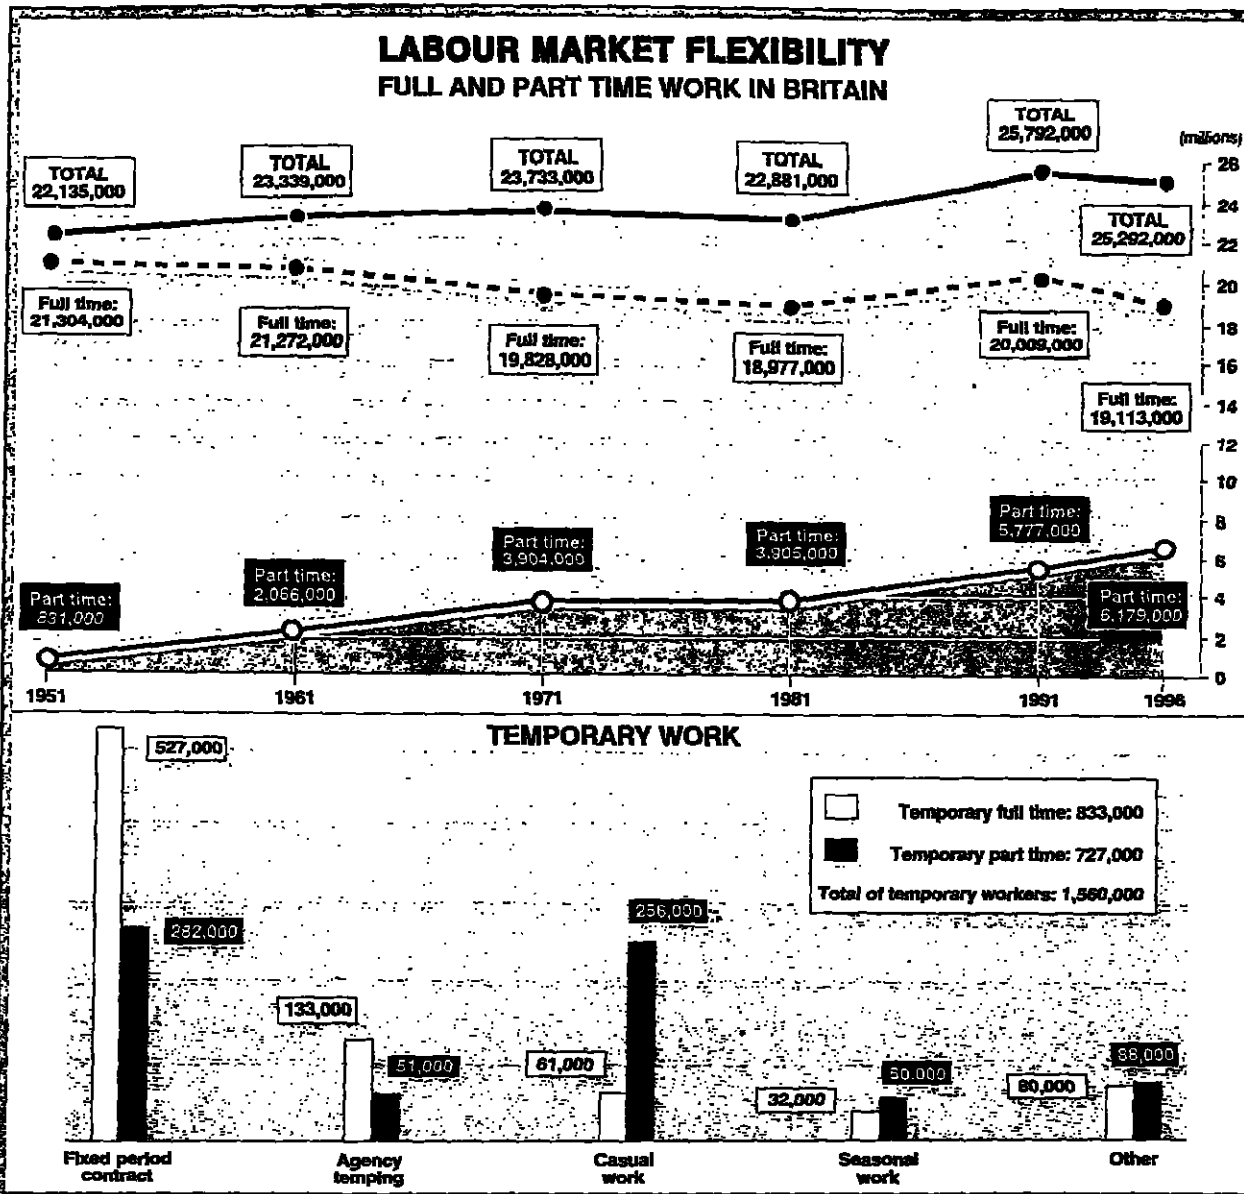 LABOUR MARKET FLEXIBILITY
FULL AND PART TIME WORK IN BRITAIN
(millions)
TOTAL
22,135,000
TOTAL
23,339,000
TOTAL
23,733,000
TOTAL
22,881,000
TOTAL
25,792,000
TOTAL
25,292,000
Full time:
21,304,000
Full time:
21,272,000
Full time:
19,828,000
Full time:
18,977,000
Full time:
20,009,000
Full time:
19,113,000
Part time:
831,000
Part time:
2,066,000
Part time:
3,904,000
Part time:
3,905,000
Part time:
5,777,000
Part time:
6,179,000
26
24
22
20
18
16
14
12
10
8
6
4
2
0
1951 1961 1971 1981 1991 1996
TEMPORARY WORK
Temporary full time: 833,000
Temporary part time: 727,000
Total of temporary workers: 1,560,000
527,000
282,000
133,000
51,000
61,000
256,000
32,000
50,000
80,000
88,000
Fixed period
contract
Agency
temping
Casual
work
Seasonal
work
Other